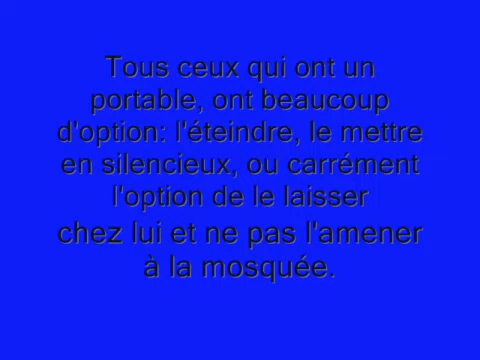 Tous ceux qui ont un
portable, ont beaucoup
d'option: l'éteindre, le mettre
en silencieux, ou carrément
l'option de le laisser
chez lui et ne pas l'amener
à la mosquée.